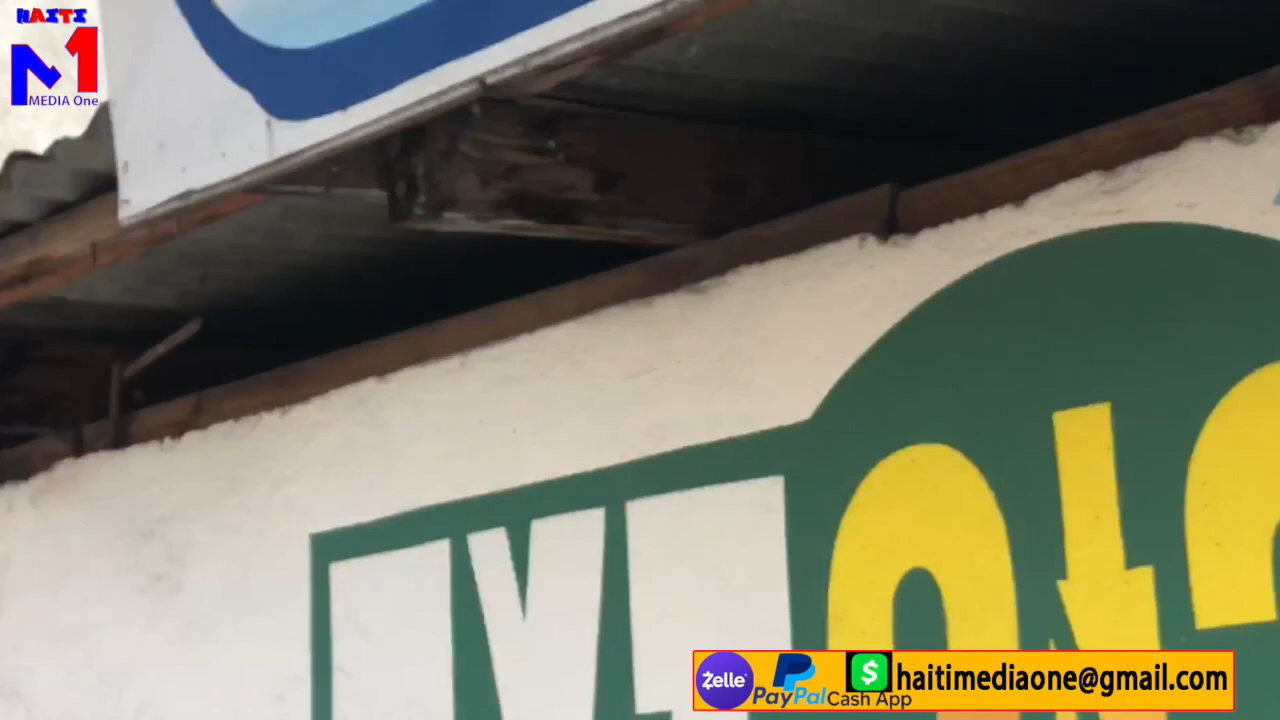 HAITI
M1
MEDIA One
Zelle
PayPal
$
Cash App
haitimediaone@gmail.com